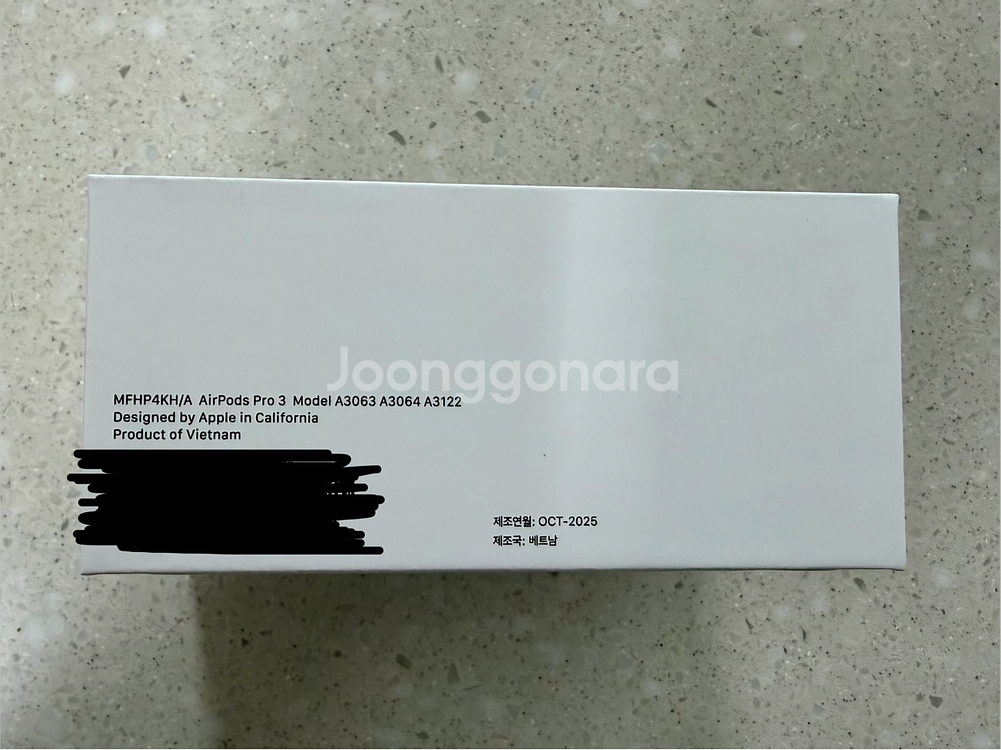 Joonggonara
MFHP4KH/A AirPods Pro 3 Model A3063 A3064 A3122
Designed by Apple in California
Product of Vietnam
제조연월: OCT-2025
제조국: 베트남